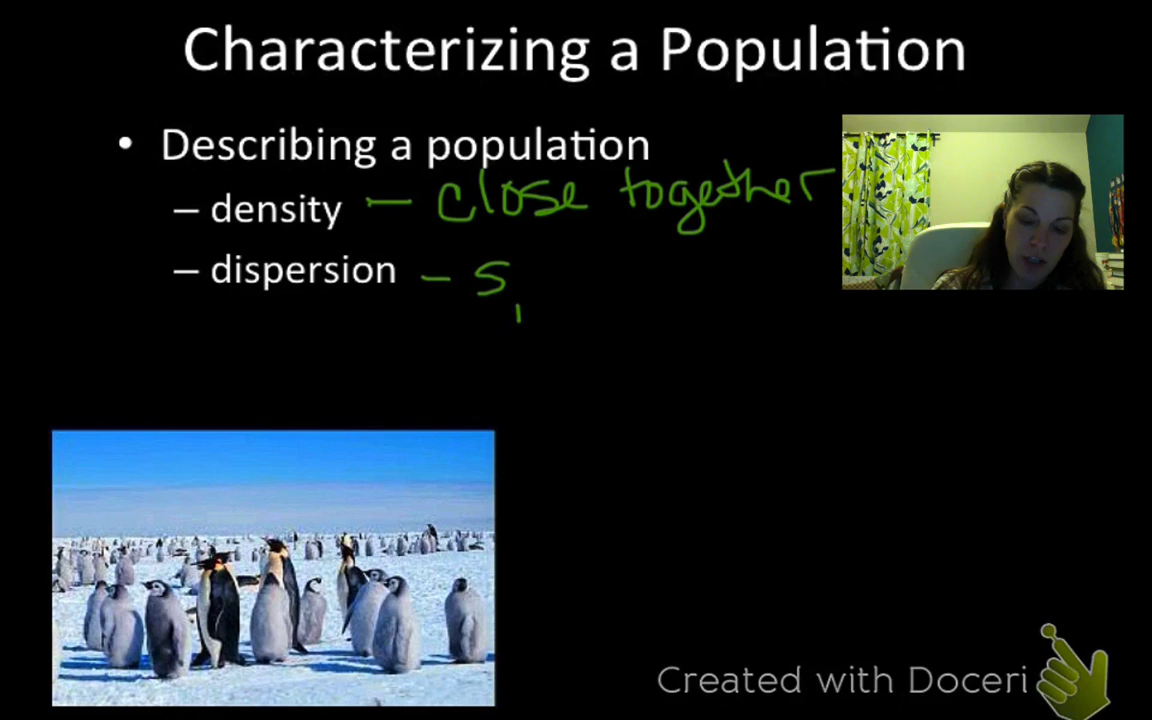 Characterizing a Population
• Describing a population
– density – close together
– dispersion – s
Created with Doceri